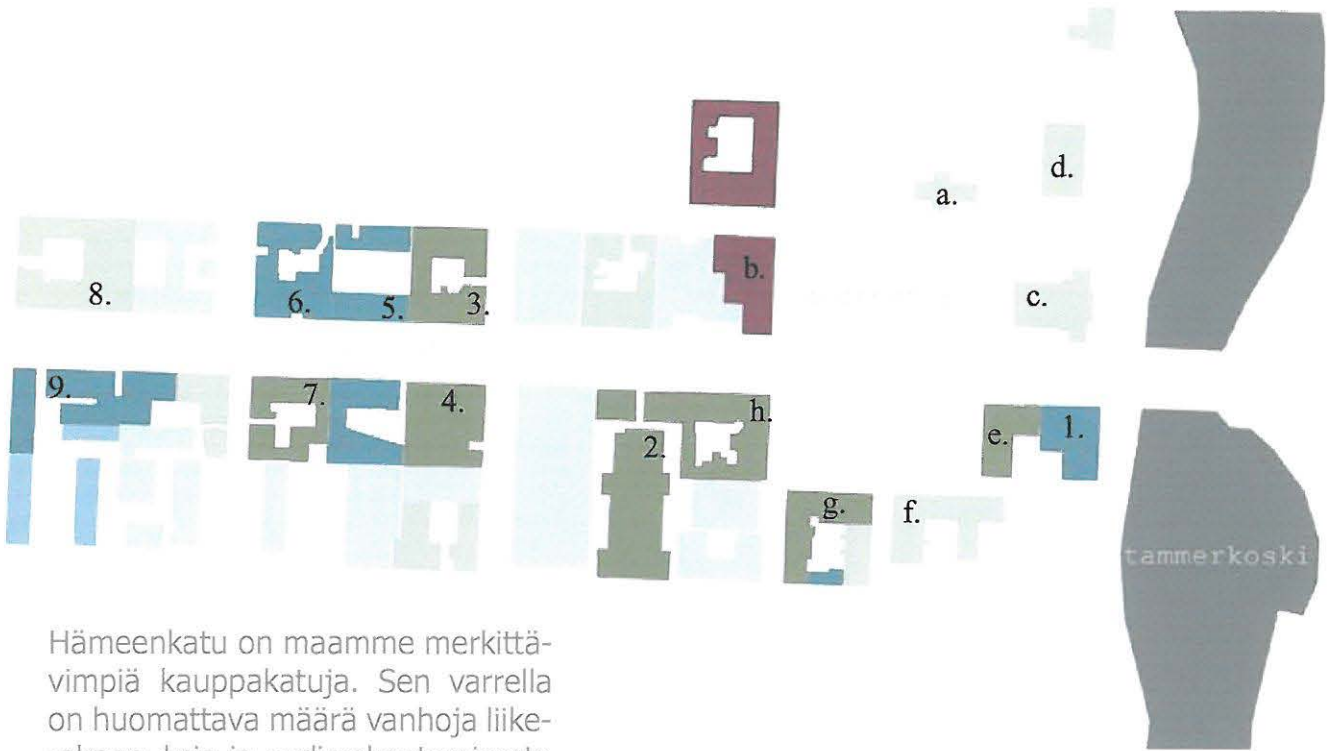 a.
d.
b.
c.
8.
6.
5.
3.
9.
7.
4.
h.
2.
e.
1.
g.
f.
tammerkoski
Hämeenkatu on maamme merkittä-
vimpiä kauppakatuja. Sen varrella
on huomattava määrä vanhoja liike-